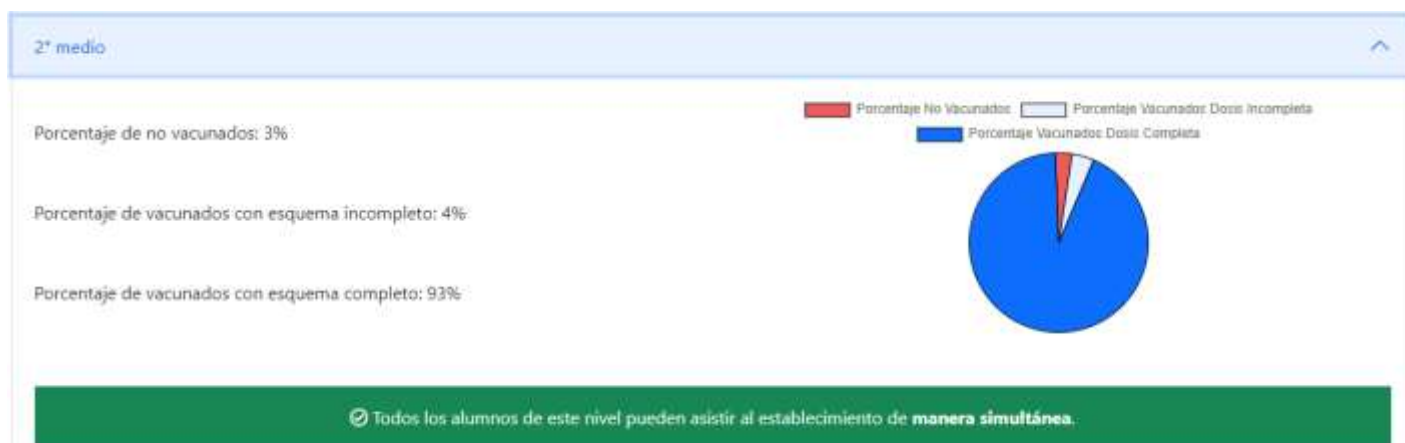 2° medio
Porcentaje de no vacunados: 3%
Porcentaje de vacunados con esquema incompleto: 4%
Porcentaje de vacunados con esquema completo: 93%
Porcentaje No Vacunados Porcentaje Vacunados Dosis Incompleta
Porcentaje Vacunados Dosis Completa
Todos los alumnos de este nivel pueden asistir al establecimiento de manera simultánea.